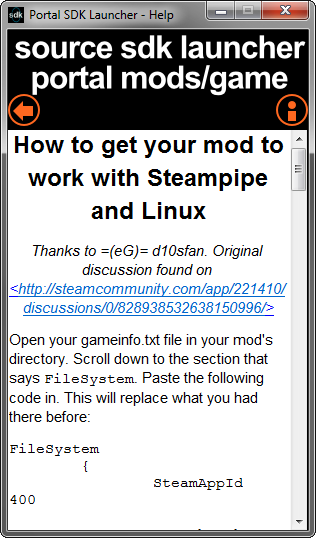 sdk Portal SDK Launcher - Help
source sdk launcher
portal mods/game
How to get your mod to
work with Steampipe
and Linux
Thanks to =(eG)= d10sfan. Original
discussion found on
<http://steamcommunity.com/app/221410/
discussions/0/828938532638150996/>
Open your gameinfo.txt file in your mod's
directory. Scroll down to the section that
says FileSystem. Paste the following
code in. This will replace what you had
there before:
FileSystem
{
SteamAppId
400